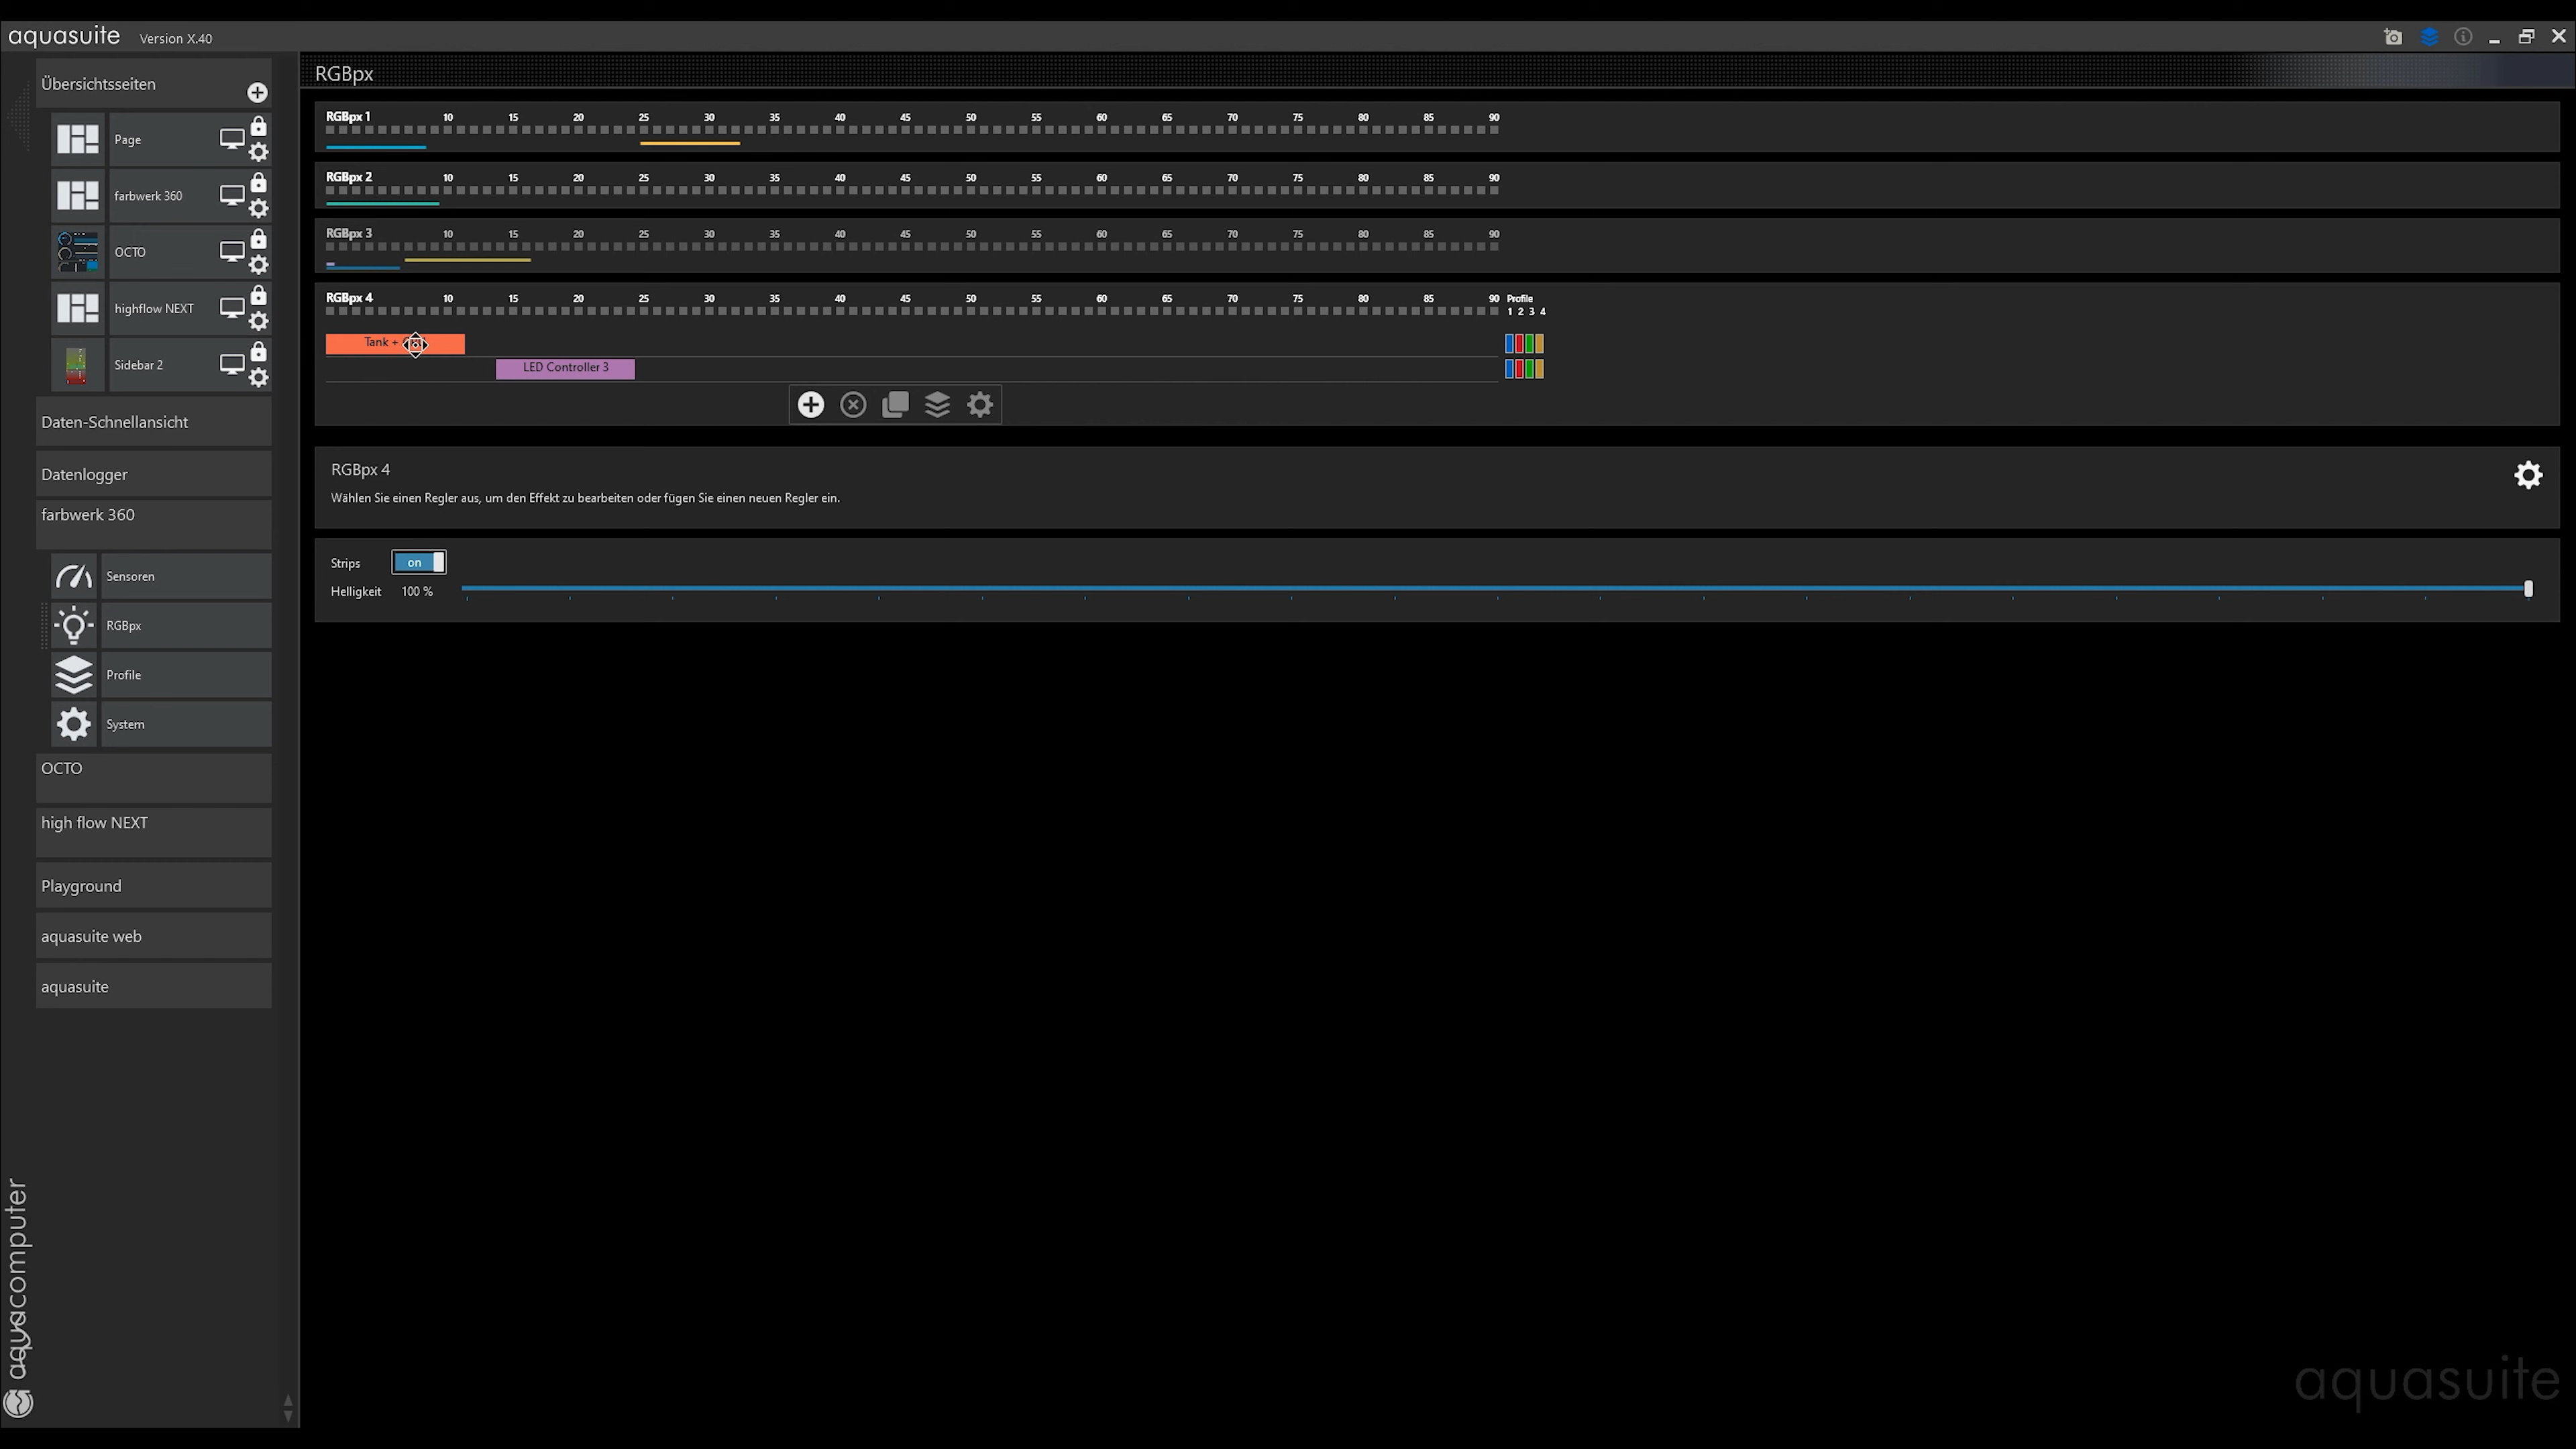 aquasuite Version X.40
Übersichtsseiten
Page
farbwerk 360
OCTO
highflow NEXT
Sidebar 2
Daten-Schnellansicht
Datenlogger
farbwerk 360
Sensoren
RGBpx
Profile
System
OCTO
high flow NEXT
Playground
aquasuite web
aquasuite
aquacomputer
RGBpx
RGBpx 1 10 15 20 25 30 35 40 45 50 55 60 65 70 75 80 85 90
RGBpx 2 10 15 20 25 30 35 40 45 50 55 60 65 70 75 80 85 90
RGBpx 3 10 15 20 25 30 35 40 45 50 55 60 65 70 75 80 85 90
RGBpx 4 10 15 20 25 30 35 40 45 50 55 60 65 70 75 80 85 90 Profile
1 2 3 4
Tank +
LED Controller 3
RGBpx 4
Wählen Sie einen Regler aus, um den Effekt zu bearbeiten oder fügen Sie einen neuen Regler ein.
Strips on
Helligkeit 100 %
aquasuite